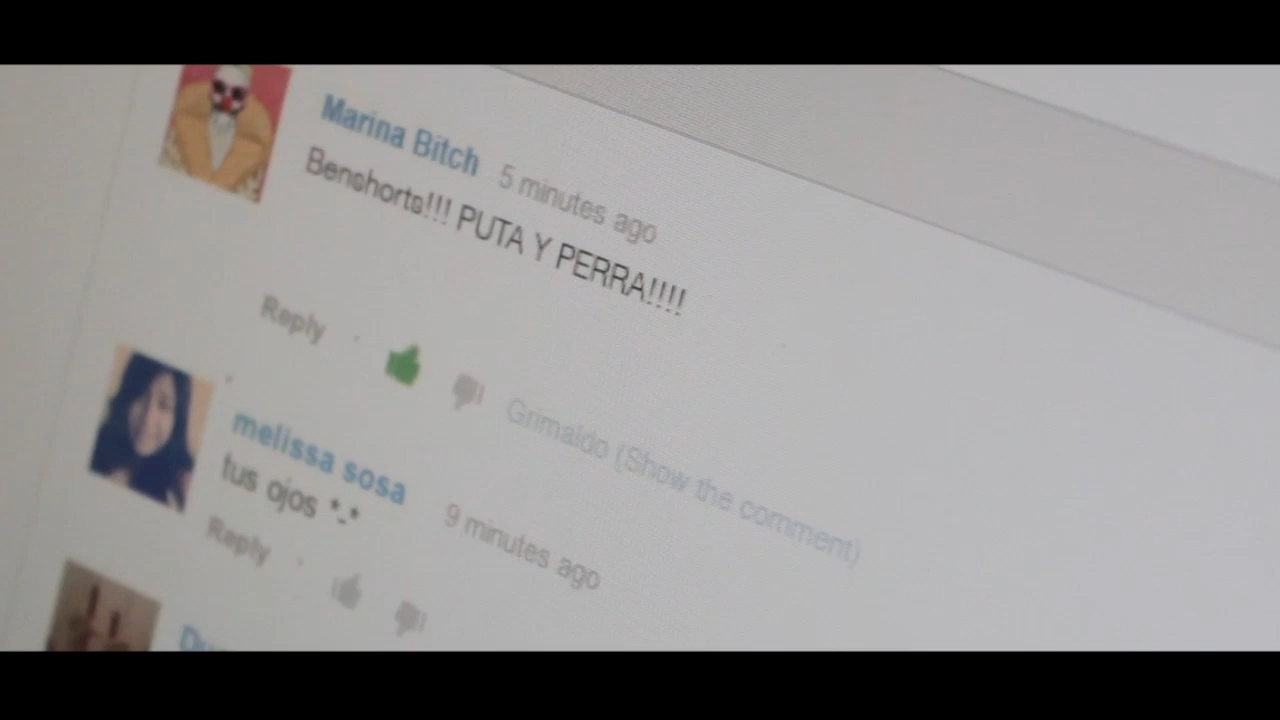 Marina Bitch 5 minutes ago
Benshorts!!! PUTA Y PERRA!!!!
Reply
Grimaldo (Show the comment)
melissa sosa 9 minutes ago
tus ojos *-*
Reply